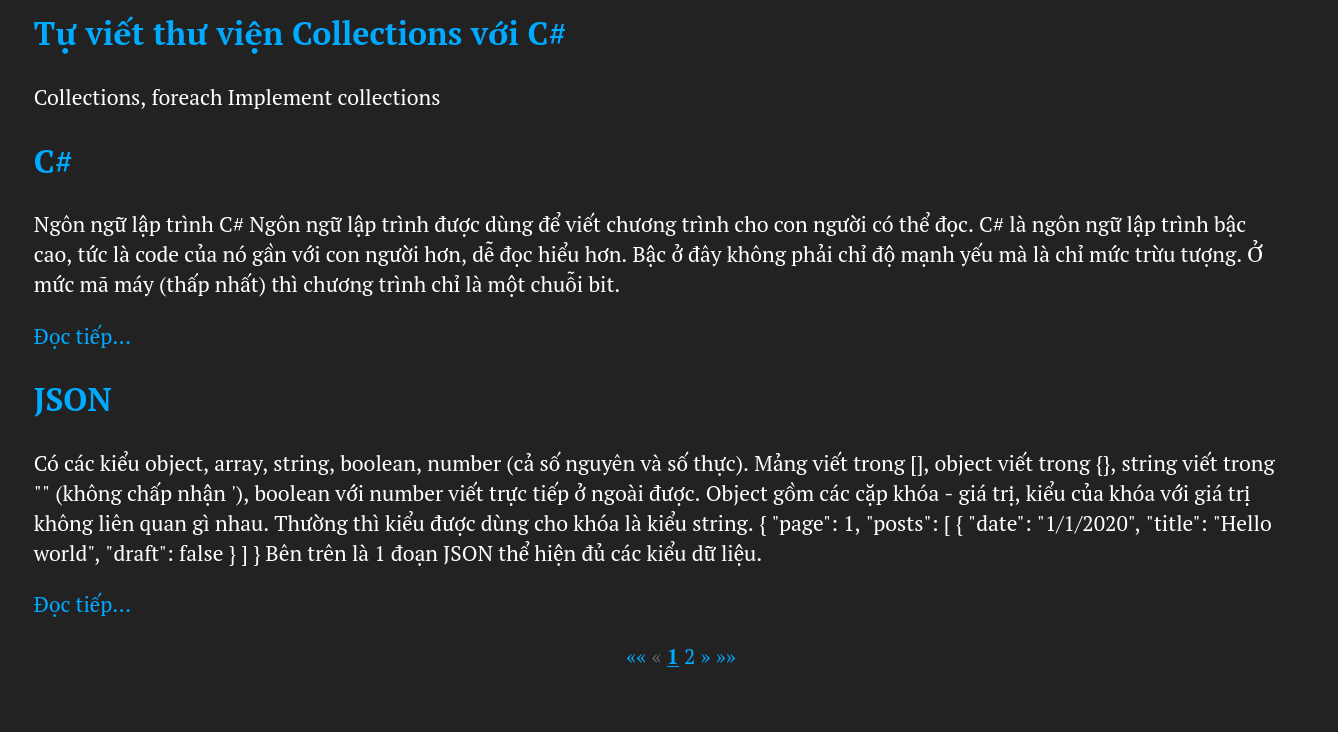 Tự viết thư viện Collections với C#
Collections, foreach Implement collections
C#
Ngôn ngữ lập trình C# Ngôn ngữ lập trình được dùng để viết chương trình cho con người có thể đọc. C# là ngôn ngữ lập trình bậc
cao, tức là code của nó gần với con người hơn, dễ đọc hiểu hơn. Bậc ở đây không phải chỉ độ mạnh yếu mà là chỉ mức trừu tượng. Ở
mức mã máy (thấp nhất) thì chương trình chỉ là một chuỗi bit.
Đọc tiếp…
JSON
Có các kiểu object, array, string, boolean, number (cả số nguyên và số thực). Mảng viết trong [], object viết trong {}, string viết trong
"" (không chấp nhận '), boolean với number viết trực tiếp ở ngoài được. Object gồm các cặp khóa - giá trị, kiểu của khóa với giá trị
không liên quan gì nhau. Thường thì kiểu được dùng cho khóa là kiểu string. { "page": 1, "posts": [ { "date": "1/1/2020", "title": "Hello
world", "draft": false } ] } Bên trên là 1 đoạn JSON thể hiện đủ các kiểu dữ liệu.
Đọc tiếp…
«« « 1 2 » »»